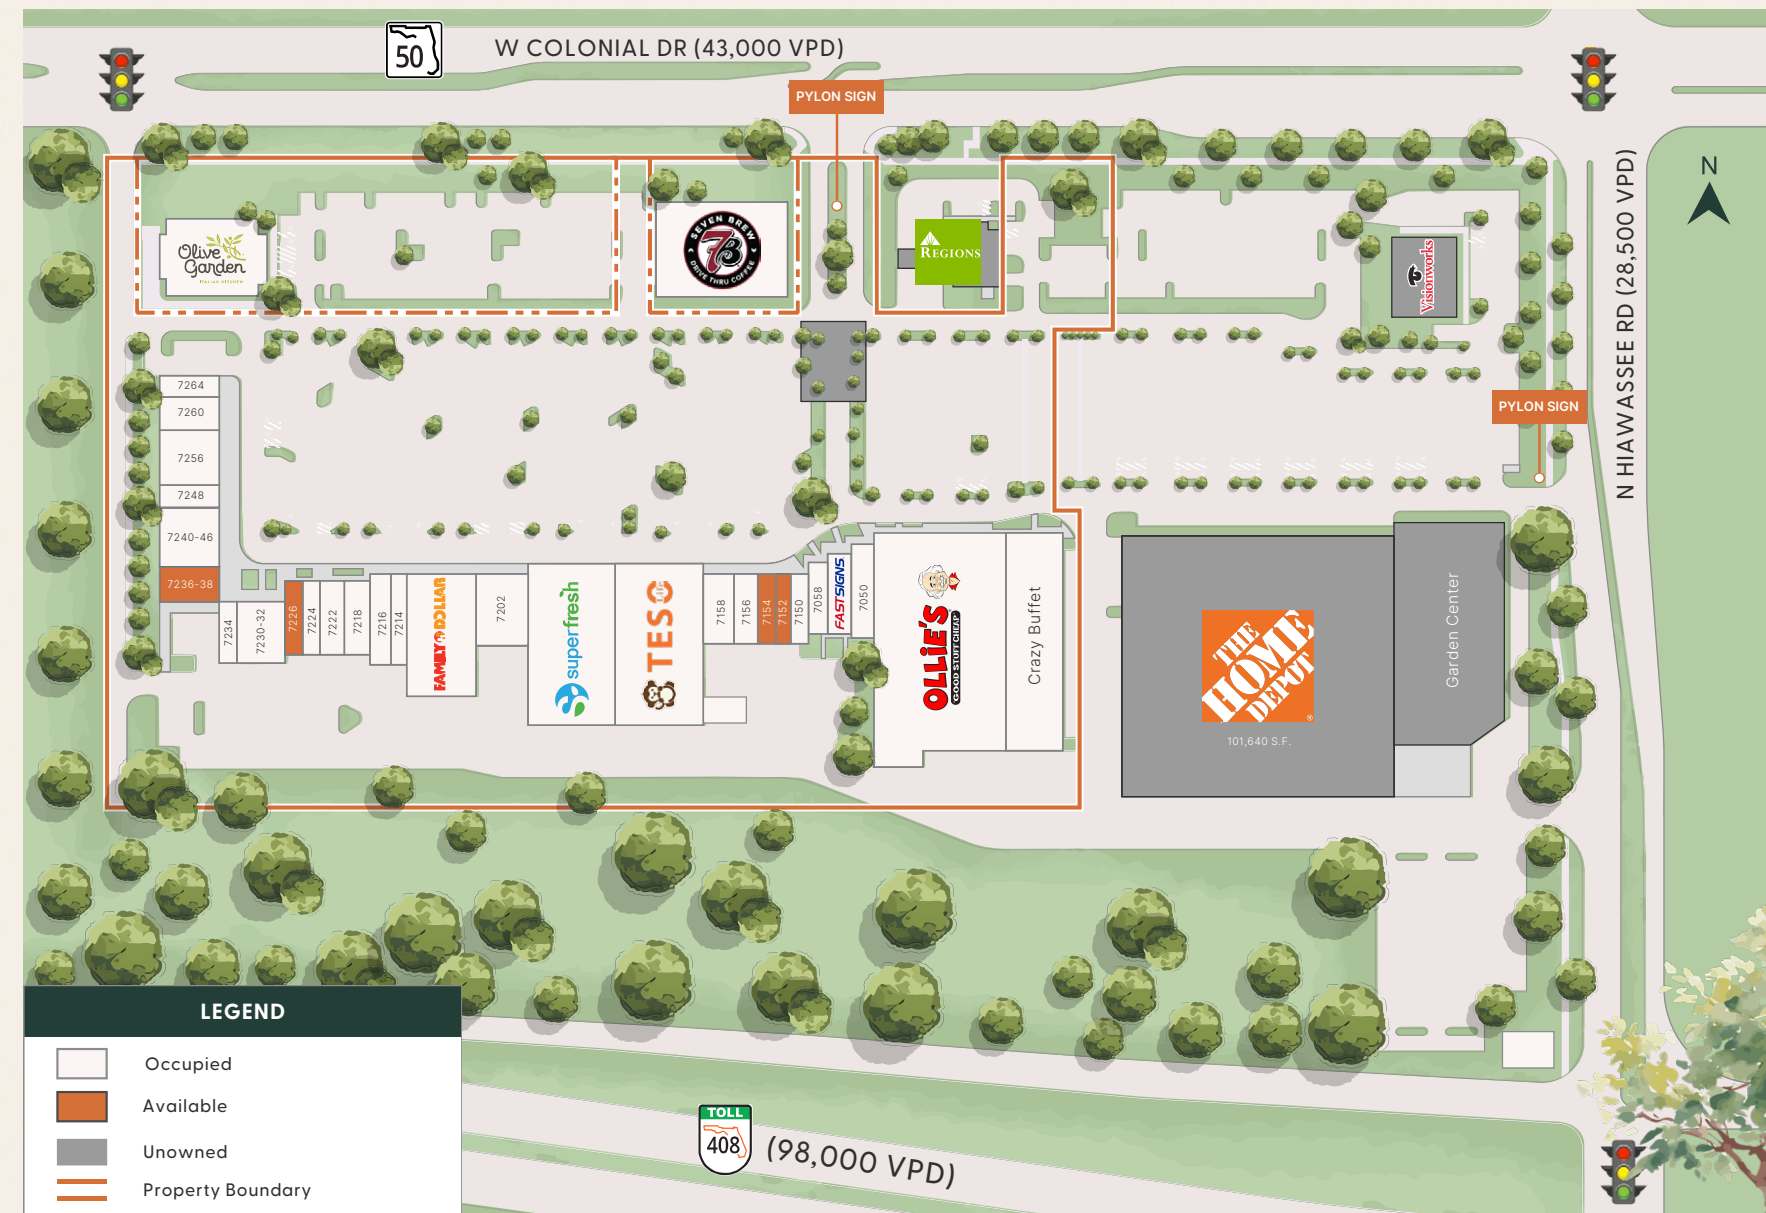 50
W COLONIAL DR (43,000 VPD)
PYLON SIGN
N
N HIAWASSEE RD (28,500 VPD)
Olive
Garden
ITALIAN KITCHEN
SEVEN BREW
7B
DRIVE THRU COFFEE
REGIONS
Visionworks
PYLON SIGN
7264
7260
7256
7248
7240-46
7236-38
7234
7230-32
7226
7224
7222
7218
7216
7214
FAMILY DOLLAR
7202
superfresh
TESO
LIFE
7158
7156
7154
7152
7150
7058
FASTSIGNS
7050
OLLiE'S
GOOD STUFF CHEAP
Crazy Buffet
THE
HOME
DEPOT
®
101,640 S.F.
Garden Center
LEGEND
Occupied
Available
Unowned
Property Boundary
TOLL
408
(98,000 VPD)